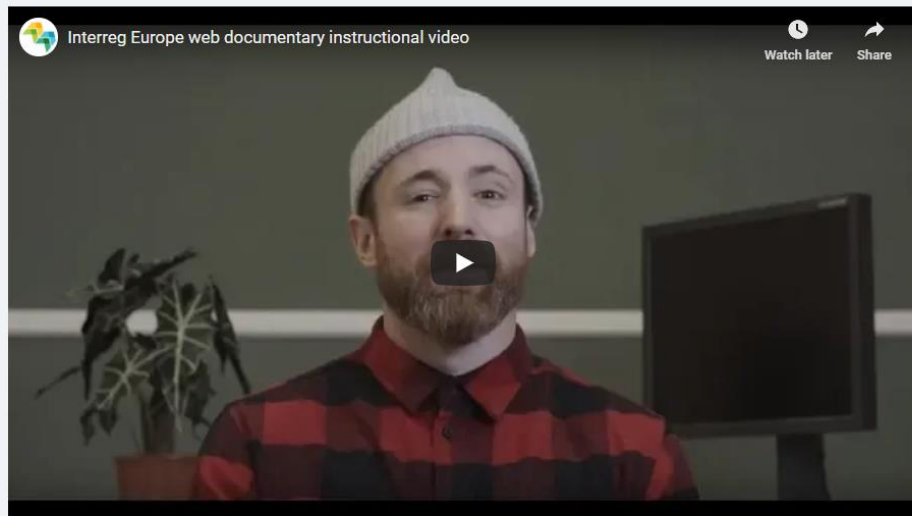 Interreg Europe web documentary instructional video
Watch later
Share